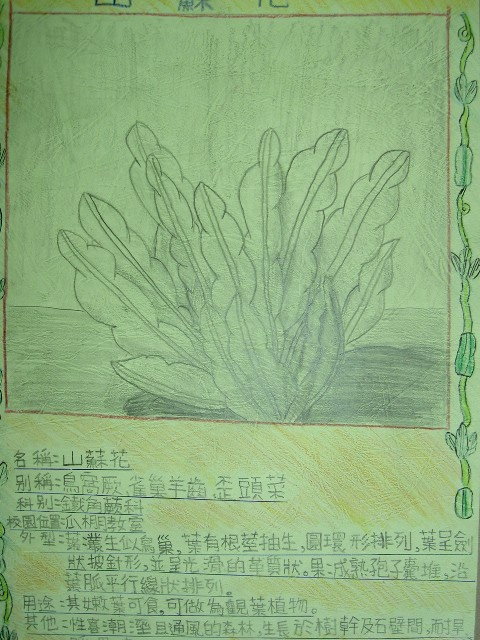 山蘇花
名稱:山蘇花
別稱:鳥窩蕨.雀巢羊齒.歪頭菜
科別:鐵角蕨科
校園位置:瓜棚教室
外型:葉:叢生似鳥巢,葉有根莖抽生,圓環形排列,葉呈劍
狀披針形,並呈光滑的革質狀。果:成熟孢子囊堆,沿
葉脈平行線狀排列。
用途:其嫩葉可食,可做為觀葉植物。
其他:性喜潮溼且通風的森林,生長於樹幹及石壁間,耐旱